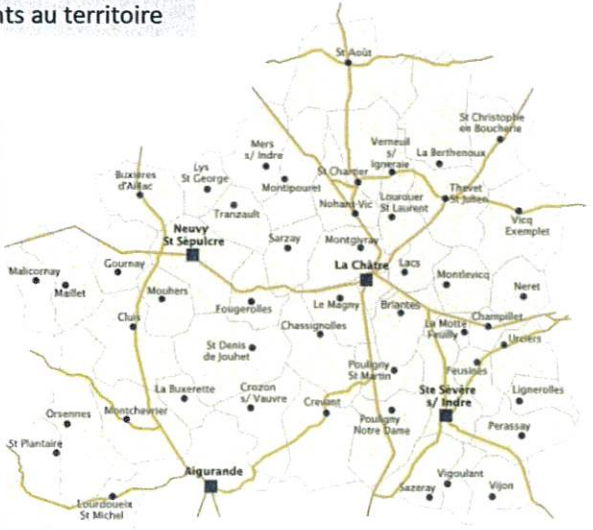 nts au territoire
St Août
St Christophe
en Boucherie
Mers
s/ Indre
Verneuil
s/
Igneraie
La Berthenoux
Lys
St George
Buxières
d'Aillac
Montipouret
St Chartier
Nohant-Vic
Lourouer
St Laurent
Thevet
St Julien
Tranzault
Vicq
Exemplet
Neuvy
St Sépulcre
Sarzay
Montgivray
Gournay
La Châtre
Lacs
Malicornay
Maillet
Mouhers
Montlevicq
Neret
Fougerolles
Le Magny
Briantes
Cluis
Chassignolles
La Motte
Feuilly
Champillet
Urciers
St Denis
de Jouhet
Pouligny
St Martin
Feusines
La Buxerette
Crozon
s/ Vauvre
Crevant
Ste Sévère
s/ Indre
Lignerolles
Orsennes
Montchevrier
Pouligny
Notre Dame
Perassay
St Plantaire
Aigurande
Vigoulant
Sazeray
Vijon
Lourdoueix
St Michel